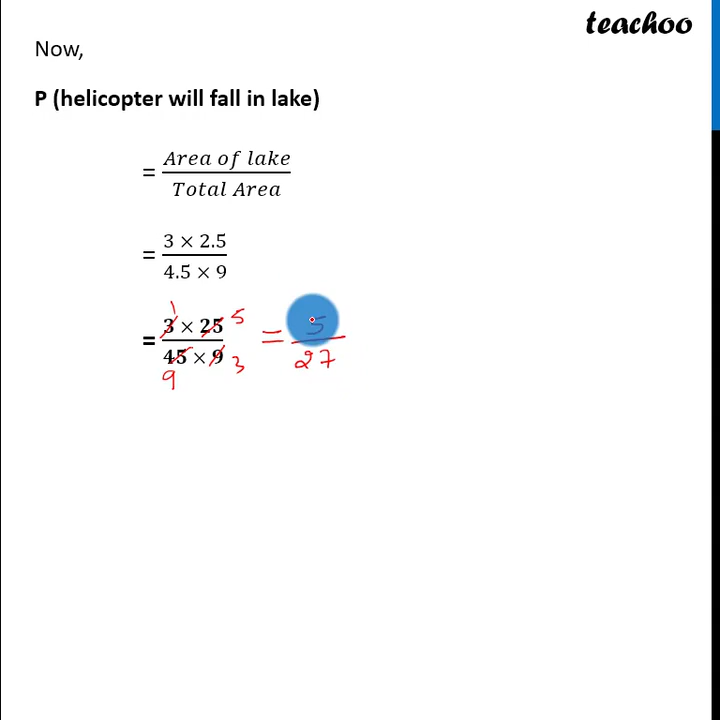 teachoo
Now,
P (helicopter will fall in lake)
= Area of lake / Total Area
= 3 × 2.5 / 4.5 × 9
1 5
= 3 × 25 / 45 × 9 = 5 / 27
9 3